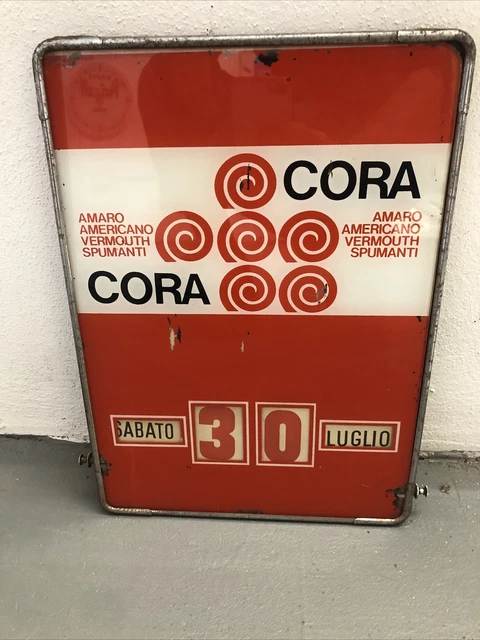 CORA
AMARO
AMERICANO
VERMOUTH
SPUMANTI
AMARO
AMERICANO
VERMOUTH
SPUMANTI
CORA
SABATO 30 LUGLIO